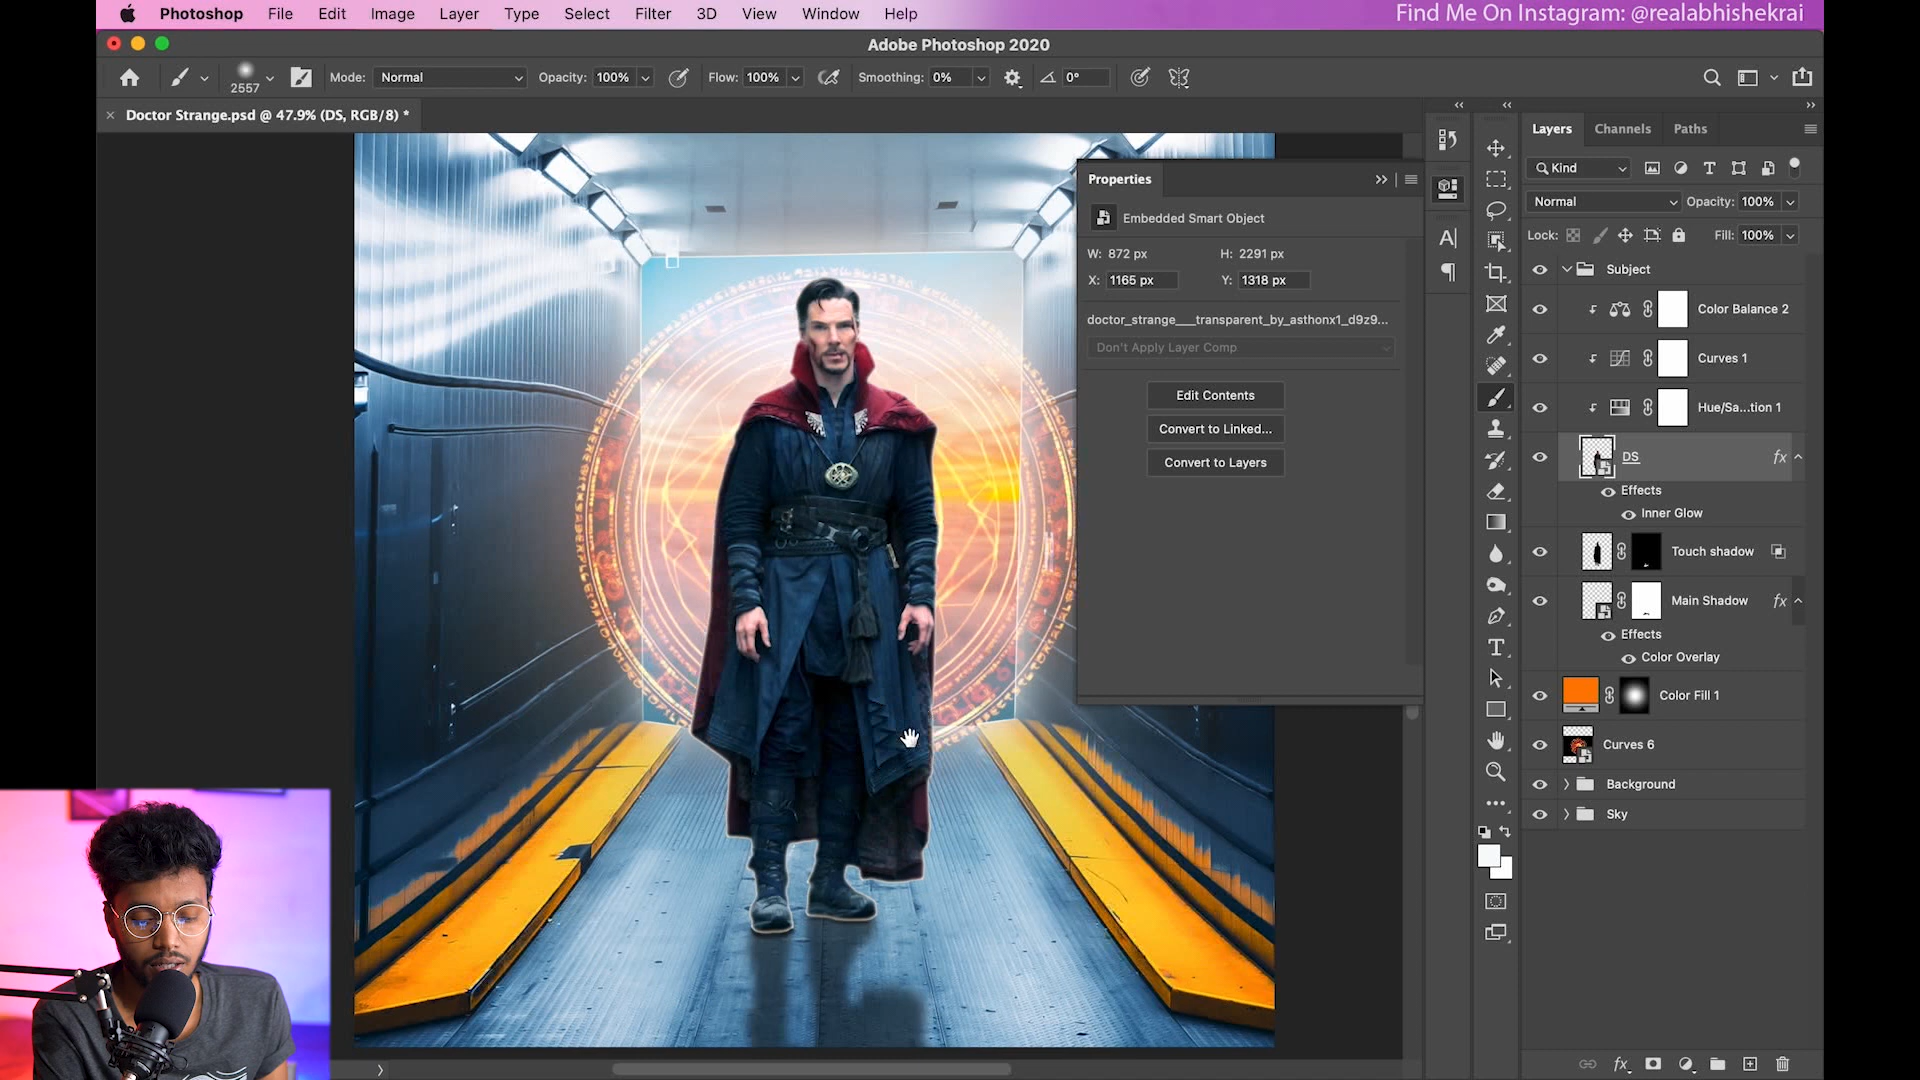 Photoshop File Edit Image Layer Type Select Filter 3D View Window Help
Find Me On Instagram: @realabhishekrai
Adobe Photoshop 2020
2557
Mode: Normal
Opacity: 100%
Flow: 100%
Smoothing: 0%
0°
Doctor Strange.psd @ 47.9% (DS, RGB/8) *
Properties
Embedded Smart Object
W: 872 px H: 2291 px
X: 1165 px Y: 1318 px
doctor_strange___transparent_by_asthonx1_d9z9...
Don't Apply Layer Comp
Edit Contents
Convert to Linked...
Convert to Layers
Layers Channels Paths
Kind
Normal Opacity: 100%
Lock: Fill: 100%
Subject
Color Balance 2
Curves 1
Hue/Sa...tion 1
DS fx
Effects
Inner Glow
Touch shadow
Main Shadow fx
Effects
Color Overlay
Color Fill 1
Curves 6
Background
Sky
fx